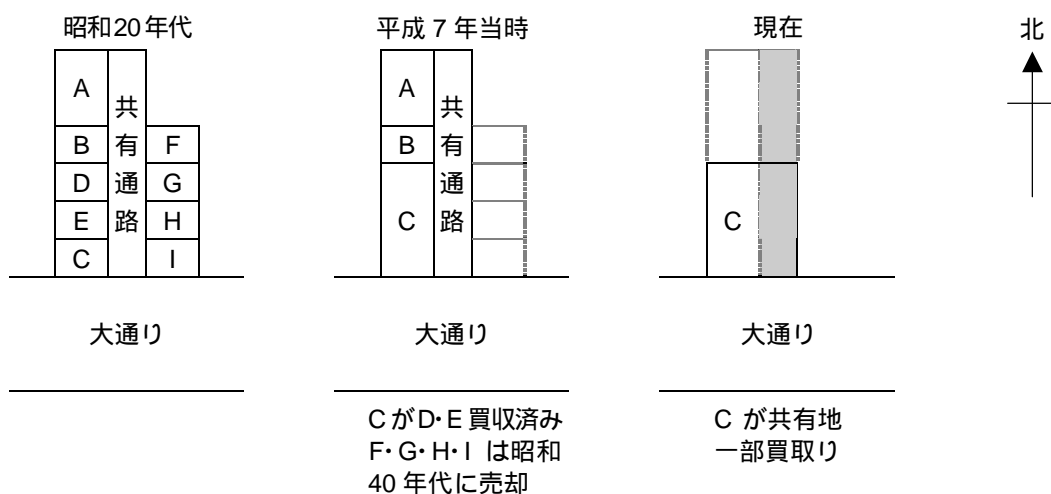 昭和20年代
A
B
D
E
C
共有通路
F
G
H
I
大通り
平成7年当時
A
B
C
共有通路
大通り
CがD・E買収済み
F・G・H・Iは昭和
40年代に売却
現在
C
大通り
C が共有地
一部買取り
北